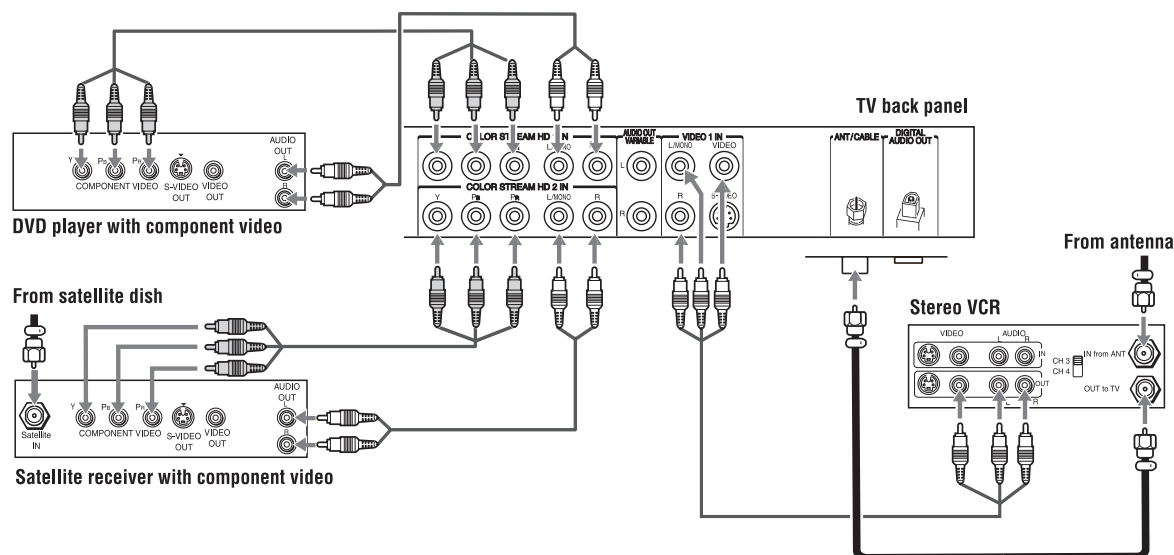 TV back panel
COLOR STREAM HD IN
L/MONO
AUDIO OUT
VARIABLE
L
R
VIDEO 1 IN
L/MONO
VIDEO
R
S-VIDEO
ANT/CABLE
DIGITAL
AUDIO OUT
COLOR STREAM HD 2 IN
Y
PB
PR
L/MONO
R
Y
PB
PR
COMPONENT VIDEO
S-VIDEO
OUT
VIDEO
OUT
AUDIO
OUT
L
R
DVD player with component video
From antenna
From satellite dish
Stereo VCR
VIDEO
AUDIO
L
R
IN
OUT
L
R
CH 3
CH 4
IN from ANT
OUT to TV
Satellite
IN
Y
PB
PR
COMPONENT VIDEO
S-VIDEO
OUT
VIDEO
OUT
AUDIO
OUT
L
R
Satellite receiver with component video